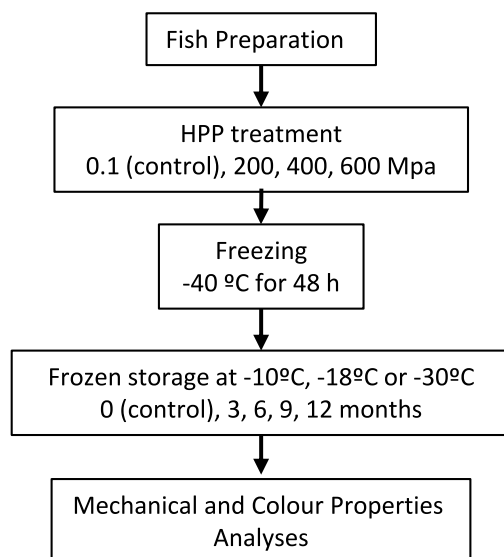 Fish Preparation
HPP treatment
0.1 (control), 200, 400, 600 Mpa
Freezing
-40 ºC for 48 h
Frozen storage at -10ºC, -18ºC or -30ºC
0 (control), 3, 6, 9, 12 months
Mechanical and Colour Properties
Analyses